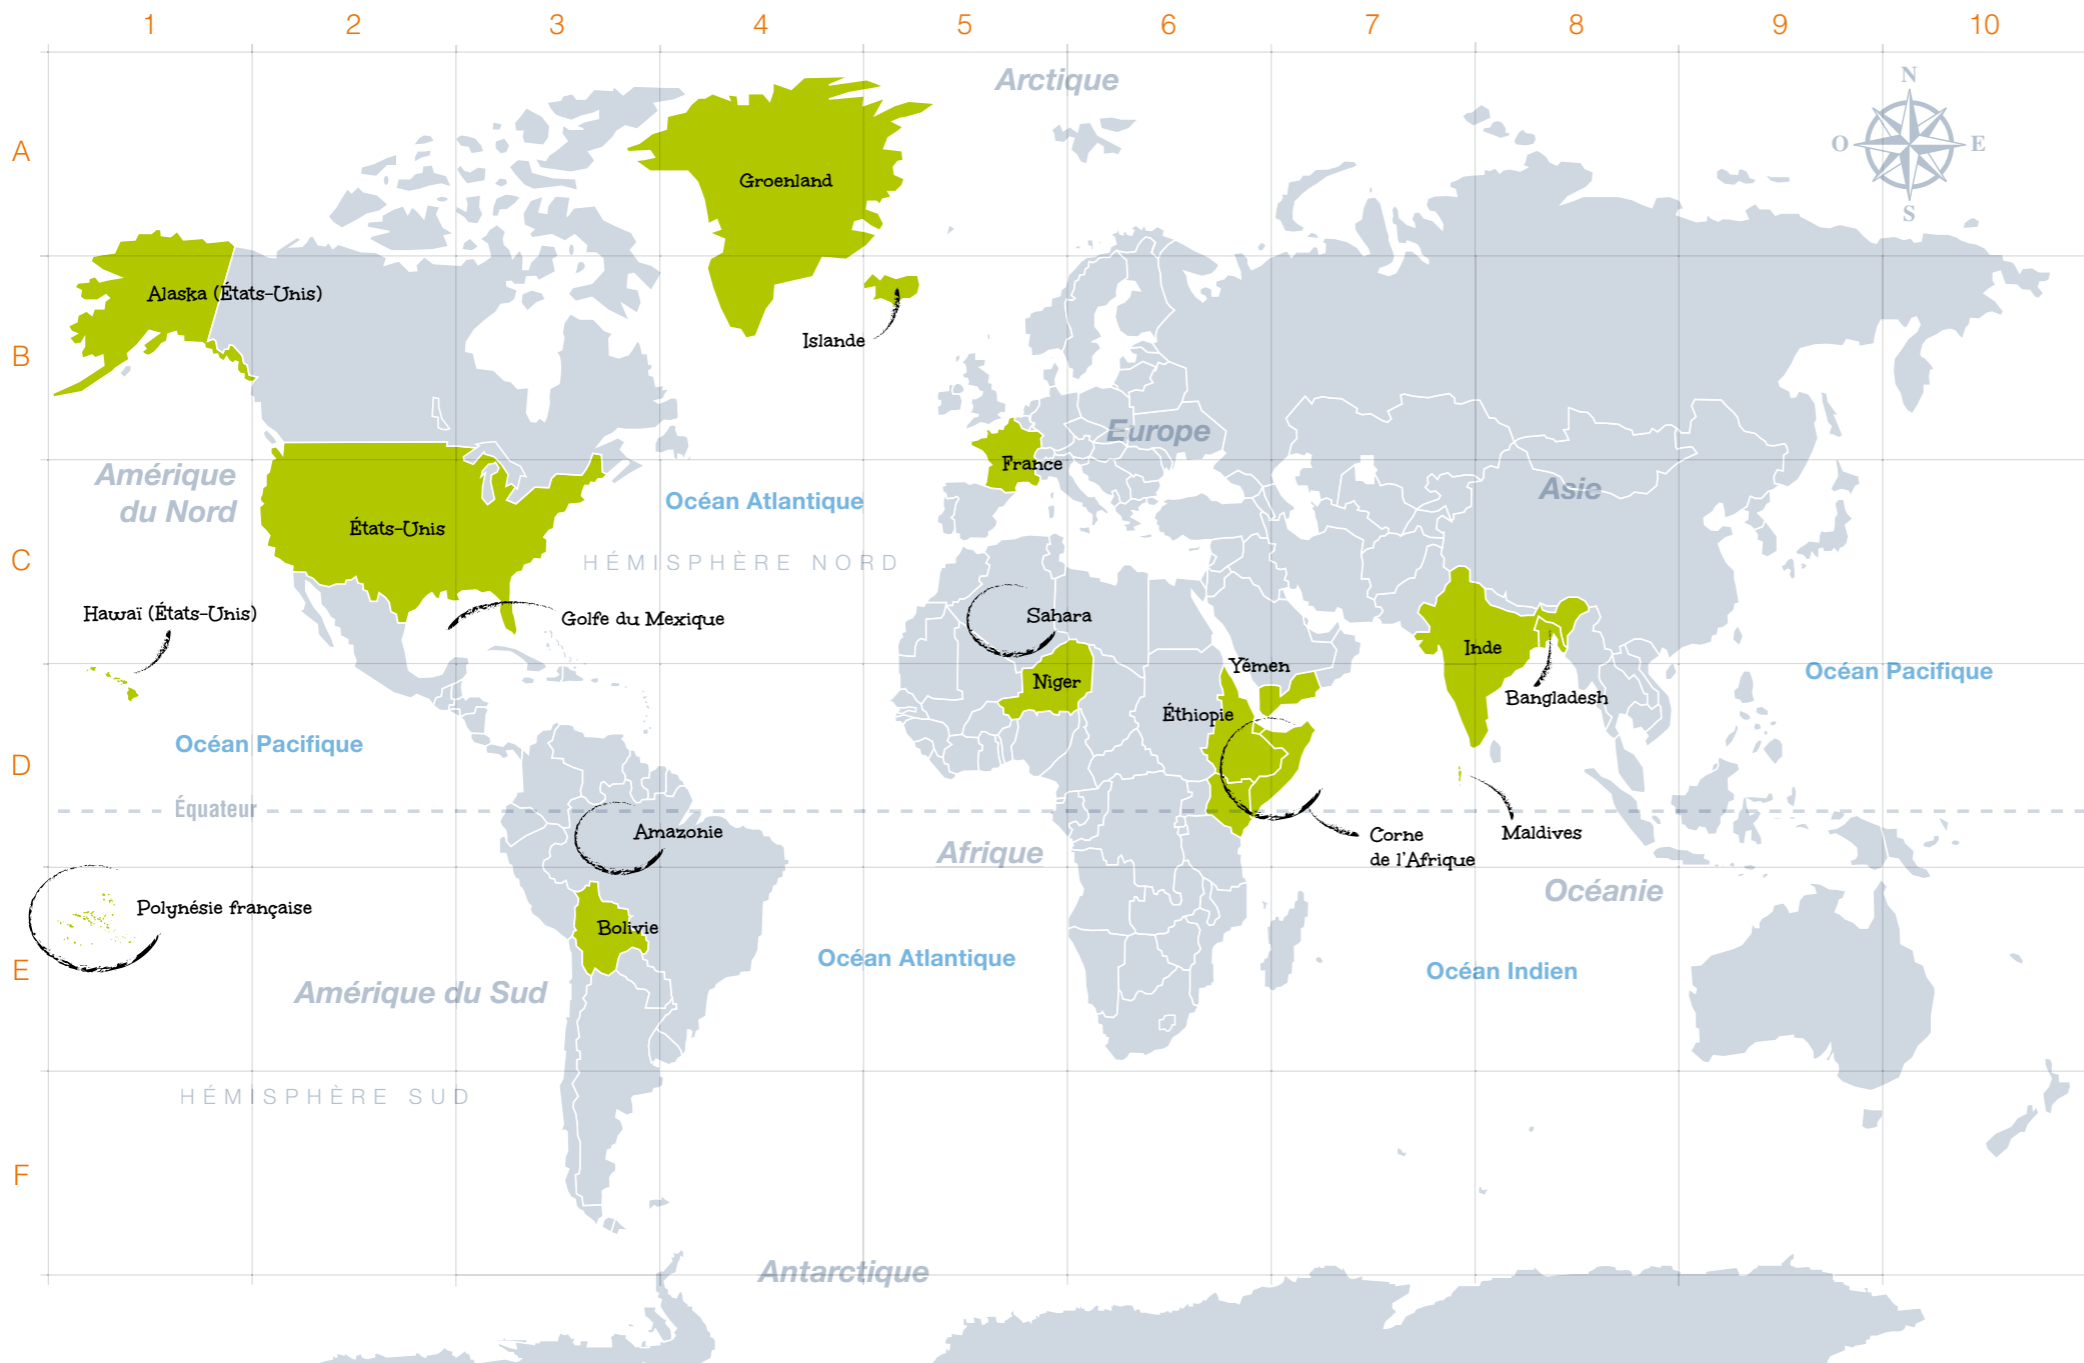 1 2 3 4 5 6 7 8 9 10
Arctique
N
O
E
S
A
Groenland
Alaska (États-Unis)
Islande
B
Europe
France
Amérique
du Nord
Océan Atlantique
Asie
États-Unis
C
HÉMISPHÈRE NORD
Hawaï (États-Unis)
Golfe du Mexique
Sahara
Inde
Yémen
Océan Pacifique
Niger
Bangladesh
Éthiopie
Océan Pacifique
D
Équateur
Amazonie
Corne
de l'Afrique
Maldives
Afrique
Océanie
Polynésie française
Bolivie
Océan Atlantique
E
Océan Indien
Amérique du Sud
HÉMISPHÈRE SUD
F
Antarctique